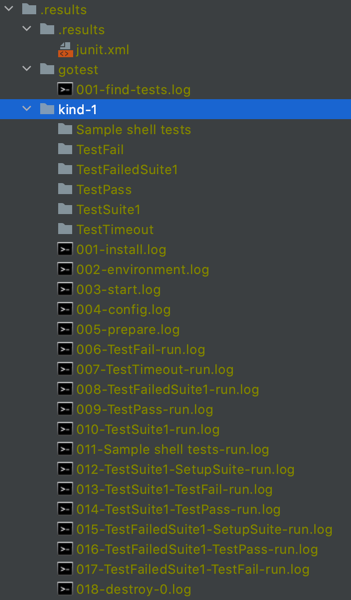 .results
.results
junit.xml
gotest
001-find-tests.log
kind-1
Sample shell tests
TestFail
TestFailedSuite1
TestPass
TestSuite1
TestTimeout
001-install.log
002-environment.log
003-start.log
004-config.log
005-prepare.log
006-TestFail-run.log
007-TestTimeout-run.log
008-TestFailedSuite1-run.log
009-TestPass-run.log
010-TestSuite1-run.log
011-Sample shell tests-run.log
012-TestSuite1-SetupSuite-run.log
013-TestSuite1-TestFail-run.log
014-TestSuite1-TestPass-run.log
015-TestFailedSuite1-SetupSuite-run.log
016-TestFailedSuite1-TestPass-run.log
017-TestFailedSuite1-TestFail-run.log
018-destroy-0.log